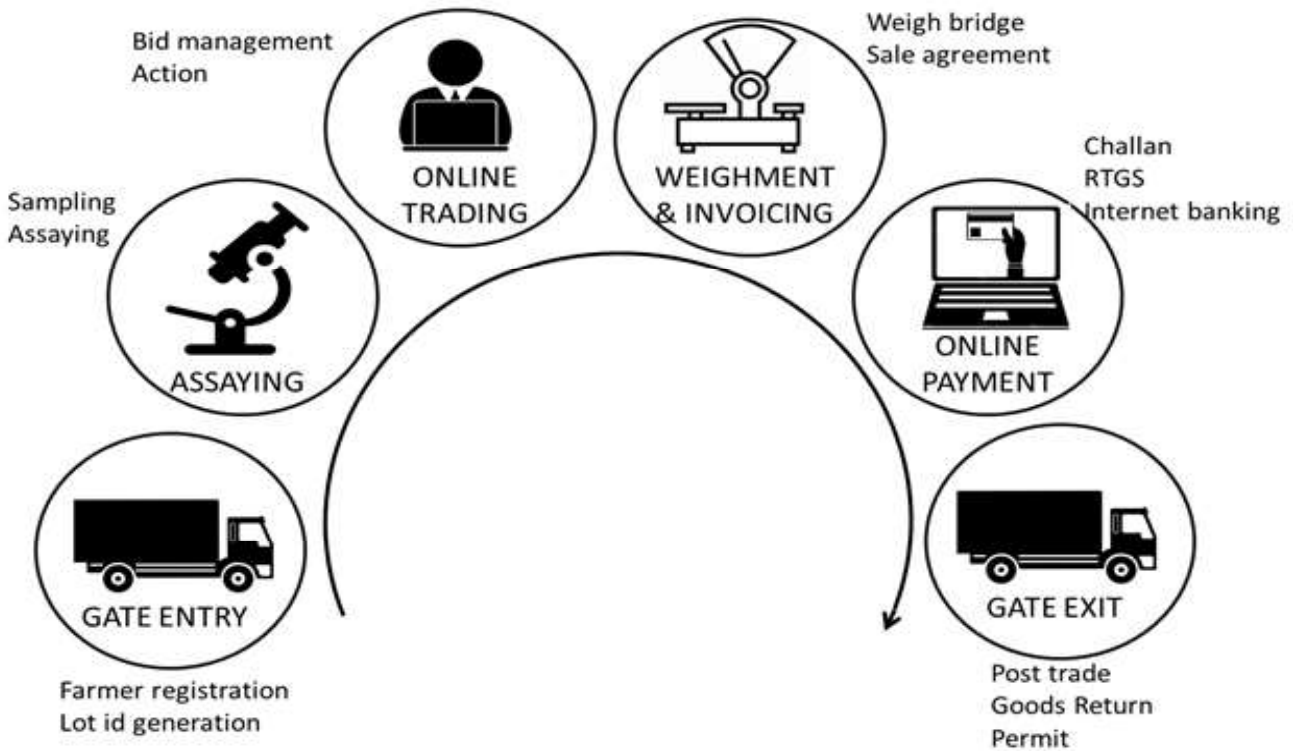 Bid management
Action
ONLINE
TRADING
Weigh bridge
Sale agreement
WEIGHMENT
& INVOICING
Challan
RTGS
Internet banking
ONLINE
PAYMENT
Sampling
Assaying
ASSAYING
GATE ENTRY
Farmer registration
Lot id generation
GATE EXIT
Post trade
Goods Return
Permit